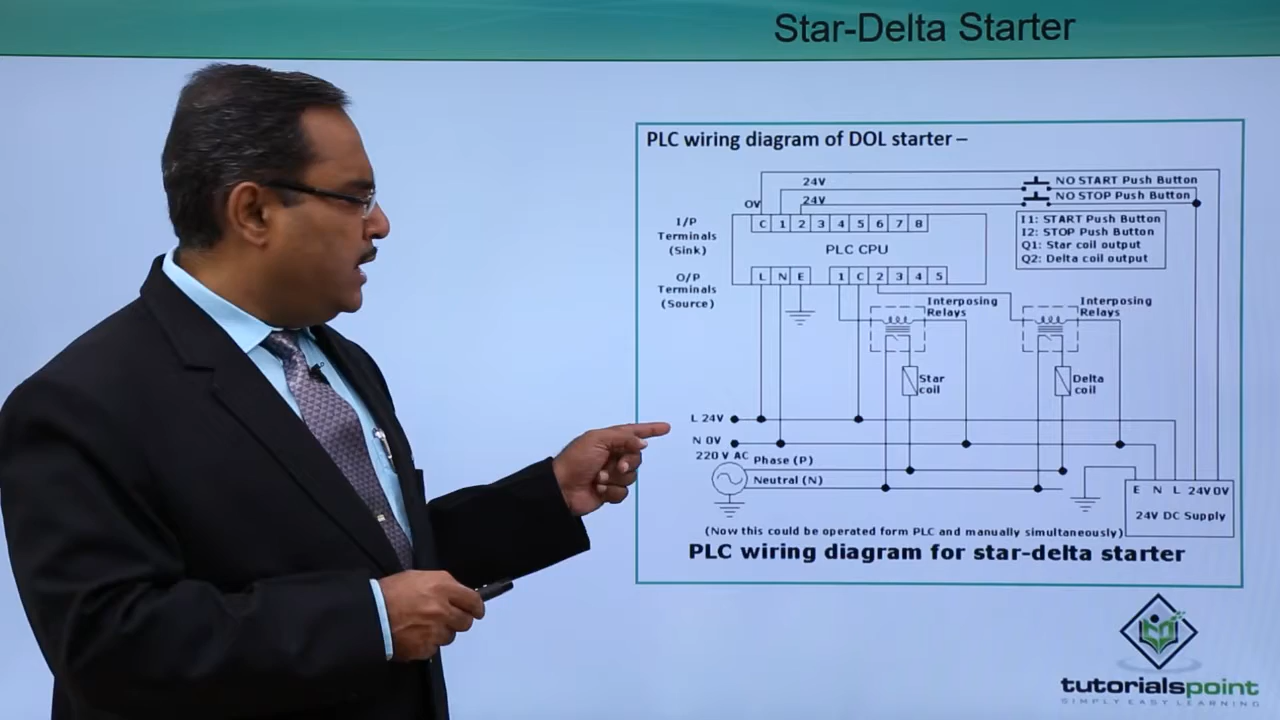 Star-Delta Starter
PLC wiring diagram of DOL starter –
24V
NO START Push Button
NO STOP Push Button
24V
0V
I/P
Terminals
(Sink)
C 1 2 3 4 5 6 7 8
I1: START Push Button
I2: STOP Push Button
Q1: Star coil output
Q2: Delta coil output
PLC CPU
O/P
Terminals
(Source)
L N E
1 C 2 3 4 5
Interposing
Relays
Interposing
Relays
Star
coil
Delta
coil
L 24V
N 0V
220 V AC
Phase (P)
Neutral (N)
E N L 24V 0V
24V DC Supply
(Now this could be operated form PLC and manually simultaneously)
PLC wiring diagram for star-delta starter
tutorialspoint
SIMPLY EASY LEARNING